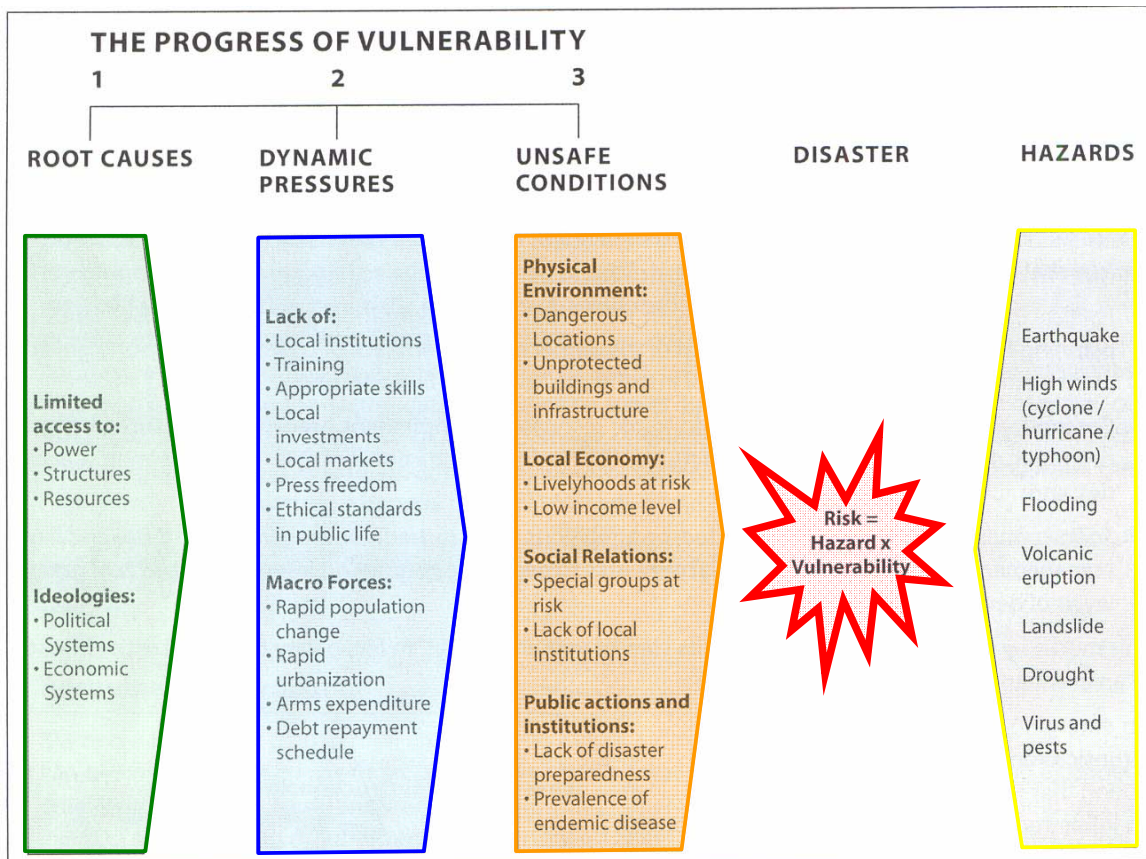 THE PROGRESS OF VULNERABILITY
1
2
3
ROOT CAUSES
DYNAMIC
PRESSURES
UNSAFE
CONDITIONS
DISASTER
HAZARDS
Limited
access to:
• Power
• Structures
• Resources
Ideologies:
• Political
Systems
• Economic
Systems
Lack of:
• Local institutions
• Training
• Appropriate skills
• Local
investments
• Local markets
• Press freedom
• Ethical standards
in public life
Macro Forces:
• Rapid population
change
• Rapid
urbanization
• Arms expenditure
• Debt repayment
schedule
Physical
Environment:
• Dangerous
Locations
• Unprotected
buildings and
infrastructure
Local Economy:
• Livelyhoods at risk
• Low income level
Social Relations:
• Special groups at
risk
• Lack of local
institutions
Public actions and
institutions:
• Lack of disaster
preparedness
• Prevalence of
endemic disease
Risk =
Hazard x
Vulnerability
Earthquake
High winds
(cyclone /
hurricane /
typhoon)
Flooding
Volcanic
eruption
Landslide
Drought
Virus and
pests